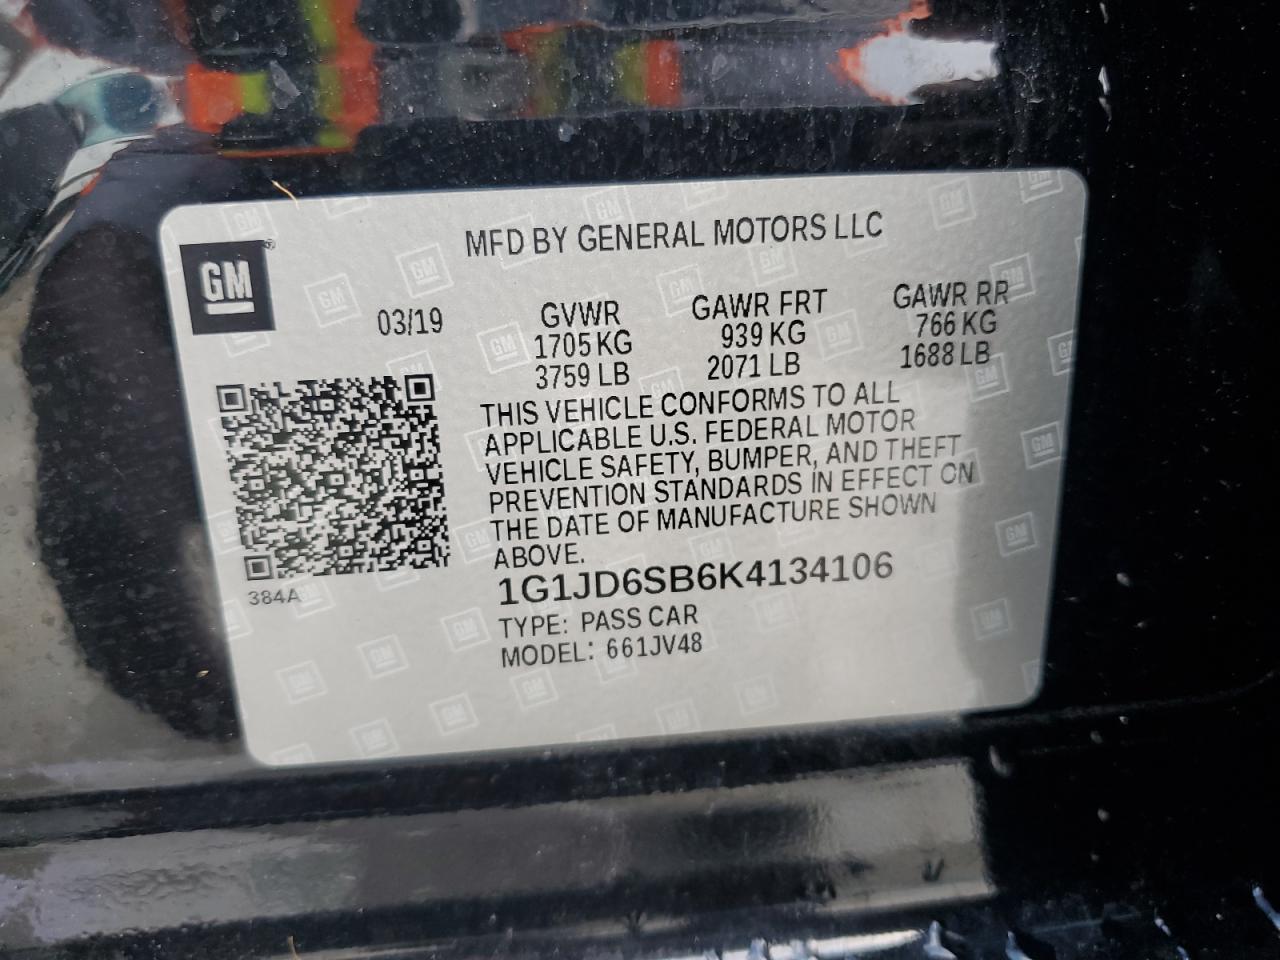 MFD BY GENERAL MOTORS LLC
GM ®
03/19
GVWR
1705 KG
3759 LB
GAWR FRT
939 KG
2071 LB
GAWR RR
766 KG
1688 LB
THIS VEHICLE CONFORMS TO ALL
APPLICABLE U.S. FEDERAL MOTOR
VEHICLE SAFETY, BUMPER, AND THEFT
PREVENTION STANDARDS IN EFFECT ON
THE DATE OF MANUFACTURE SHOWN
ABOVE.
384A
1G1JD6SB6K4134106
TYPE: PASS CAR
MODEL: 661JV48